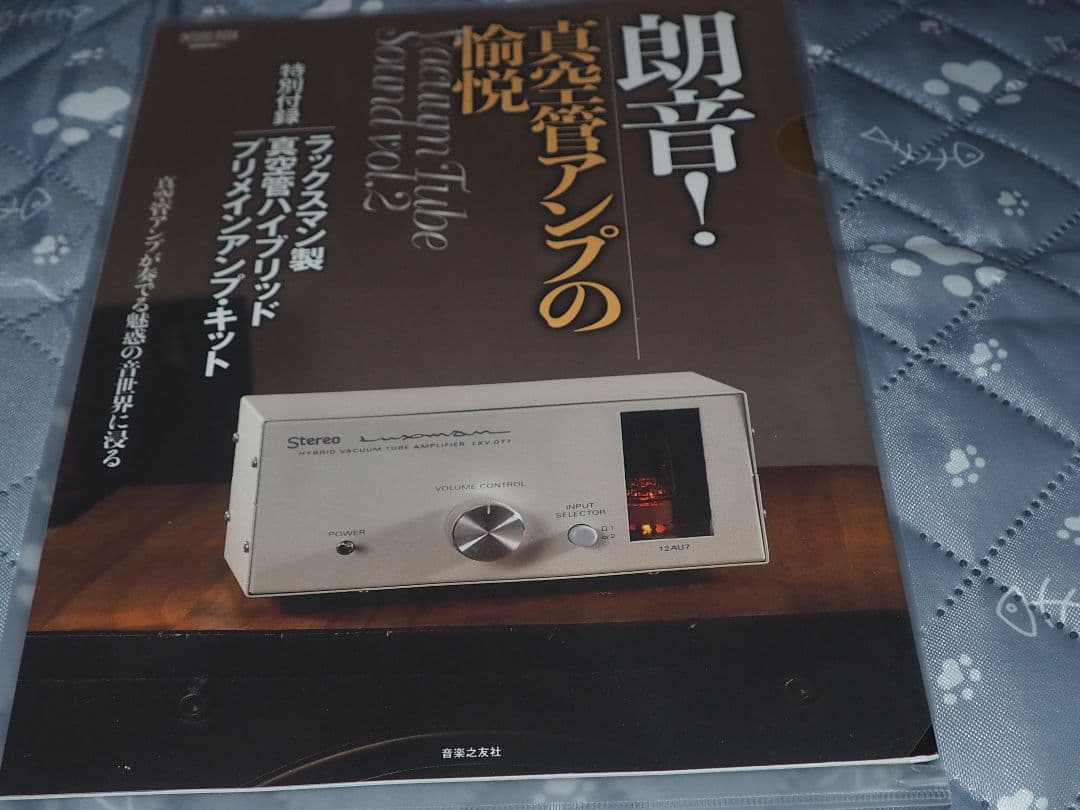 朗音!
真空管アンプの
愉悦
Vacuum Tube
Sound vol.2
特別付録
ラックスマン製
真空管ハイブリッド
プリメインアンプ・キット
真空管アンプが奏でる魅惑の音世界に浸る
Stereo LUXMAN
HYBRID VACUUM TUBE AMPLIFIER LXV-OT7
VOLUME CONTROL
INPUT
SELECTOR
1
2
POWER
12AU7
音楽之友社